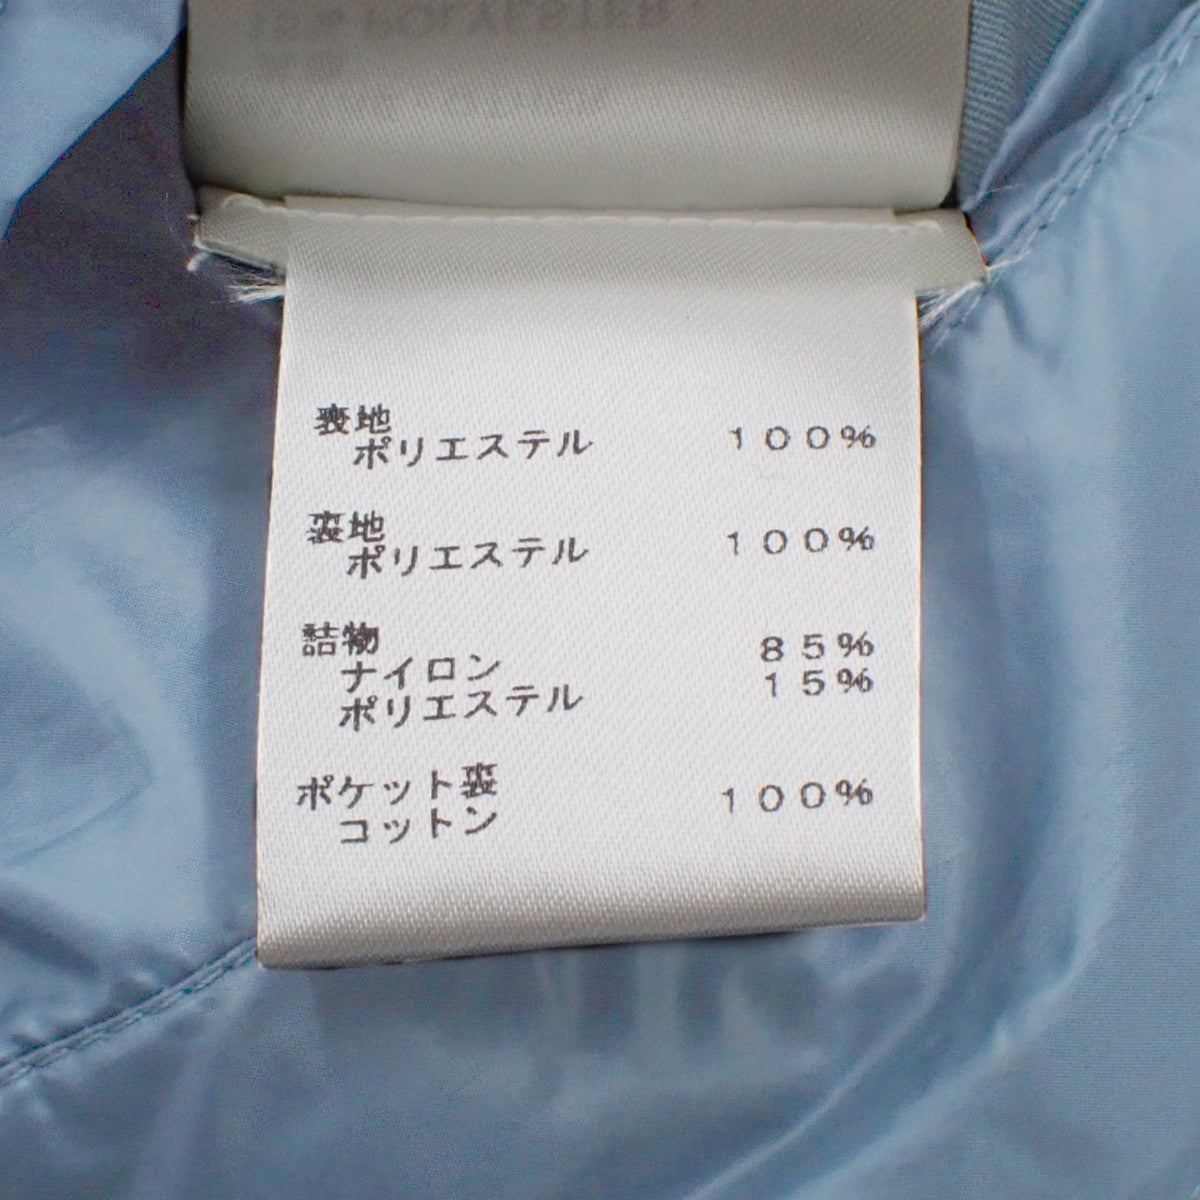 表地
ポリエステル 100%
裏地
ポリエステル 100%
詰物
ナイロン 85%
ポリエステル 15%
ポケット裏
コットン 100%